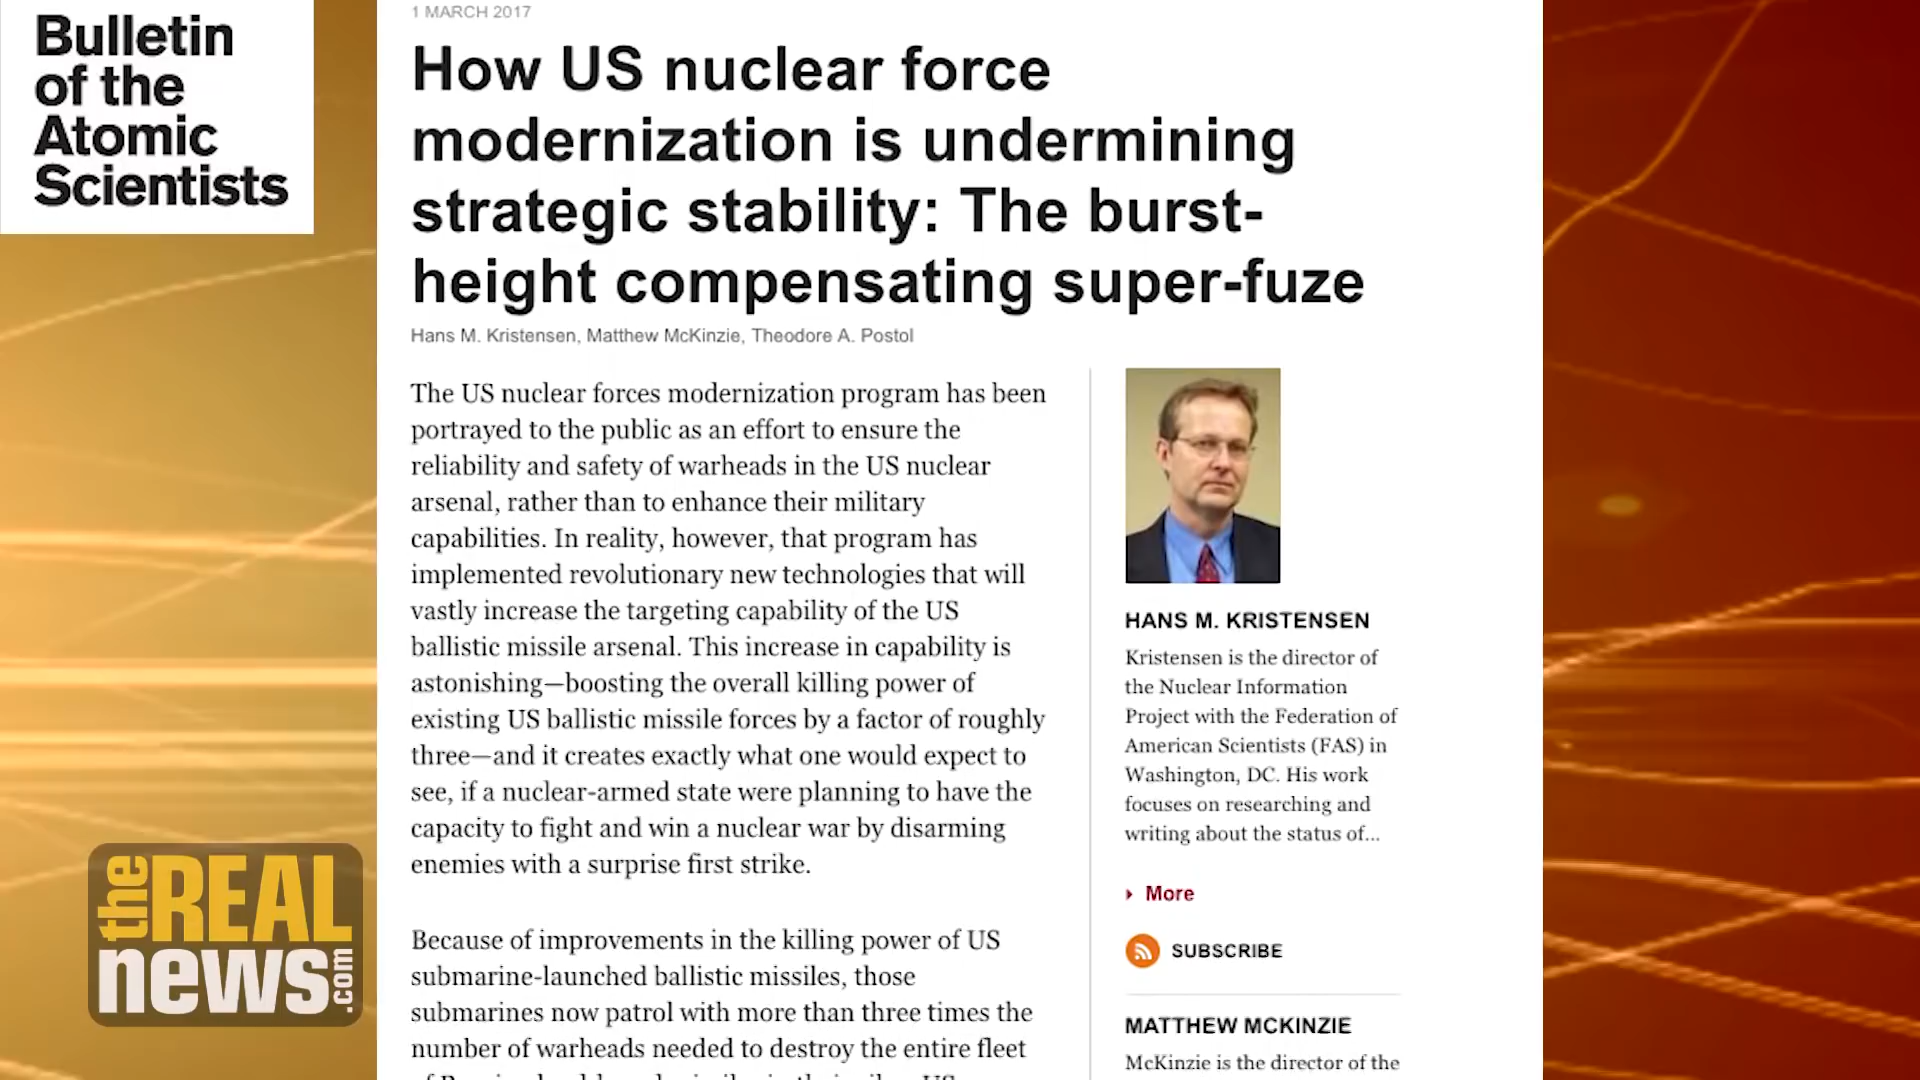 Bulletin
of the
Atomic
Scientists
1 MARCH 2017
How US nuclear force
modernization is undermining
strategic stability: The burst-
height compensating super-fuze
Hans M. Kristensen, Matthew McKinzie, Theodore A. Postol
The US nuclear forces modernization program has been
portrayed to the public as an effort to ensure the
reliability and safety of warheads in the US nuclear
arsenal, rather than to enhance their military
capabilities. In reality, however, that program has
implemented revolutionary new technologies that will
vastly increase the targeting capability of the US
ballistic missile arsenal. This increase in capability is
astonishing—boosting the overall killing power of
existing US ballistic missile forces by a factor of roughly
three—and it creates exactly what one would expect to
see, if a nuclear-armed state were planning to have the
capacity to fight and win a nuclear war by disarming
enemies with a surprise first strike.
Because of improvements in the killing power of US
submarine-launched ballistic missiles, those
submarines now patrol with more than three times the
number of warheads needed to destroy the entire fleet
HANS M. KRISTENSEN
Kristensen is the director of
the Nuclear Information
Project with the Federation of
American Scientists (FAS) in
Washington, DC. His work
focuses on researching and
writing about the status of...
More
SUBSCRIBE
MATTHEW MCKINZIE
McKinzie is the director of the
the REAL
news.com